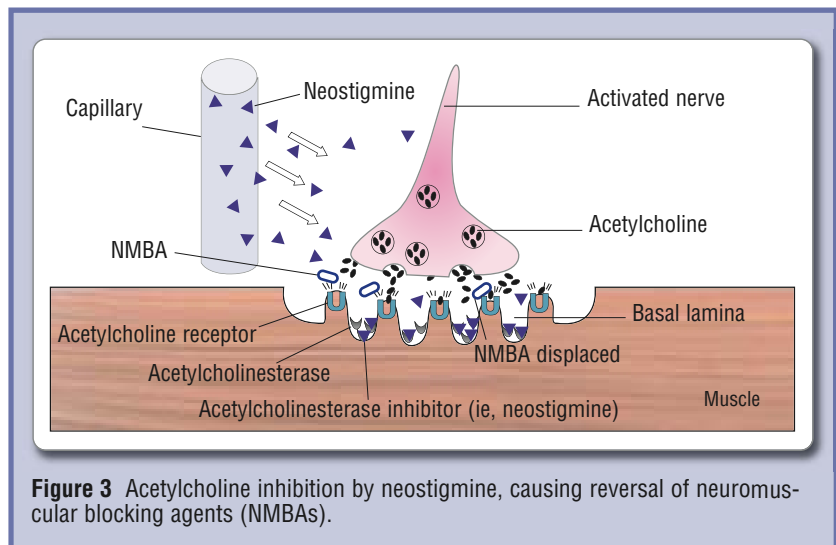 Capillary
Neostigmine
Activated nerve
Acetylcholine
NMBA
Acetylcholine receptor
Basal lamina
NMBA displaced
Acetylcholinesterase
Acetylcholinesterase inhibitor (ie, neostigmine)
Muscle
Figure 3 Acetylcholine inhibition by neostigmine, causing reversal of neuromus-
cular blocking agents (NMBAs).